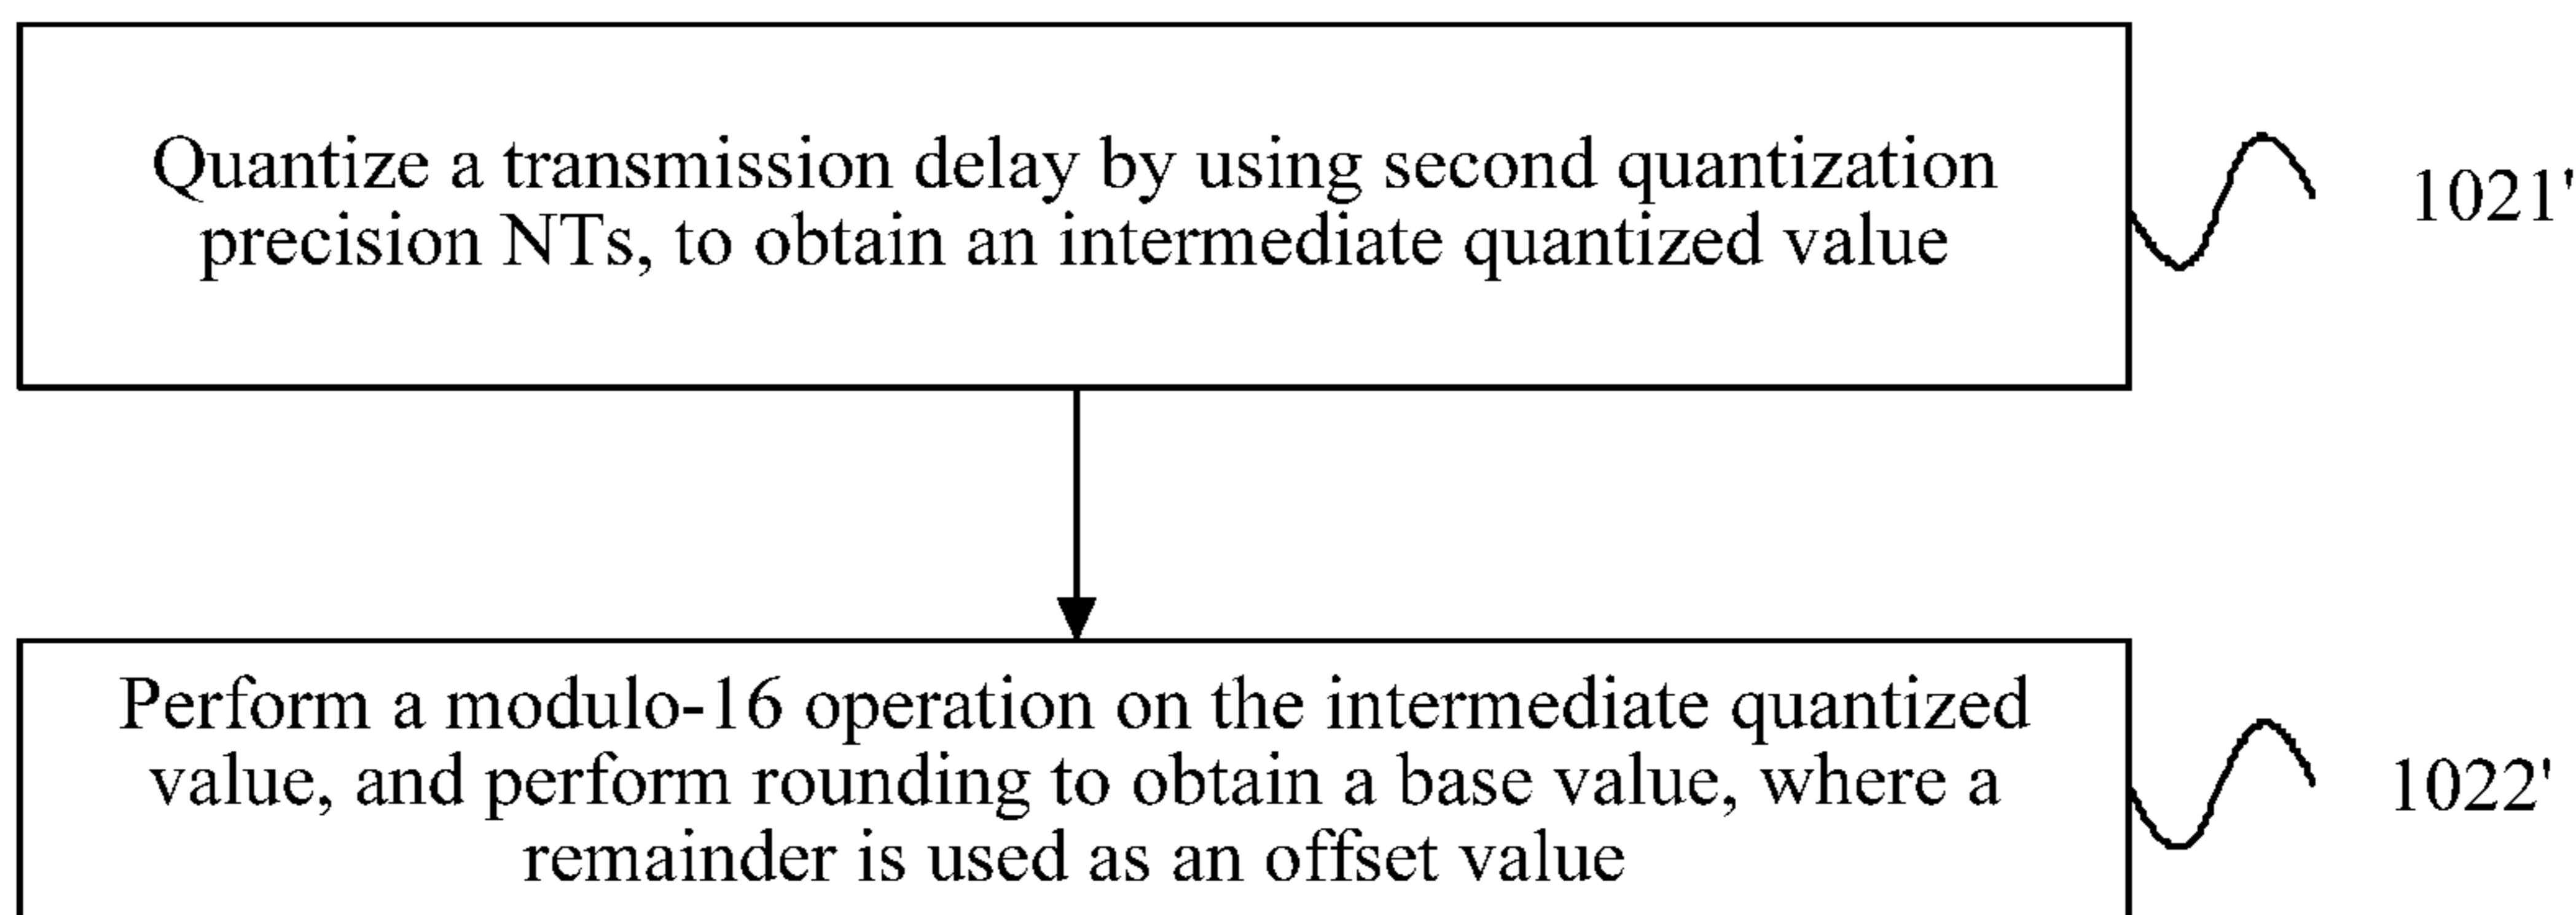 Quantize a transmission delay by using second quantization
precision NTs, to obtain an intermediate quantized value
1021'
Perform a modulo-16 operation on the intermediate quantized
value, and perform rounding to obtain a base value, where a
remainder is used as an offset value
1022'